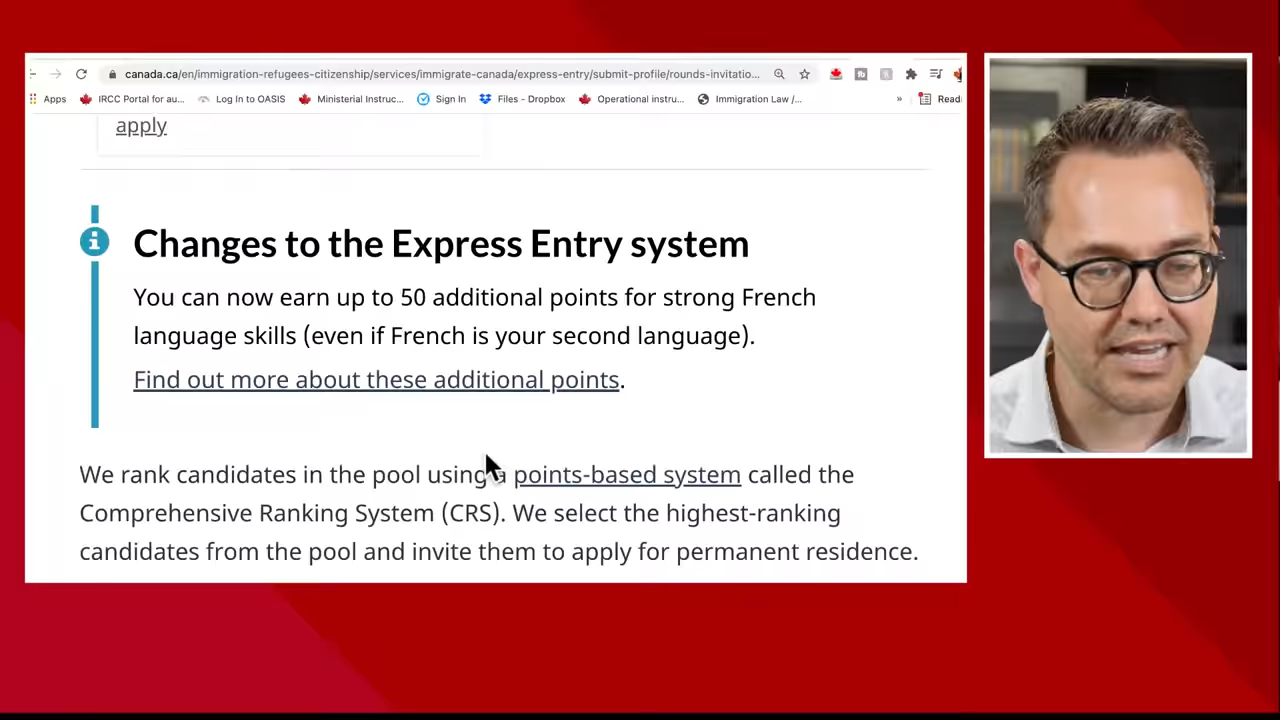 canada.ca/en/immigration-refugees-citizenship/services/immigrate-canada/express-entry/submit-profile/rounds-invitatio...
Apps IRCC Portal for au... Log In to OASIS Ministerial Instruc... Sign In Files - Dropbox Operational instru... Immigration Law /... » Readi
apply
Changes to the Express Entry system
You can now earn up to 50 additional points for strong French
language skills (even if French is your second language).
Find out more about these additional points.
We rank candidates in the pool using a points-based system called the
Comprehensive Ranking System (CRS). We select the highest-ranking
candidates from the pool and invite them to apply for permanent residence.